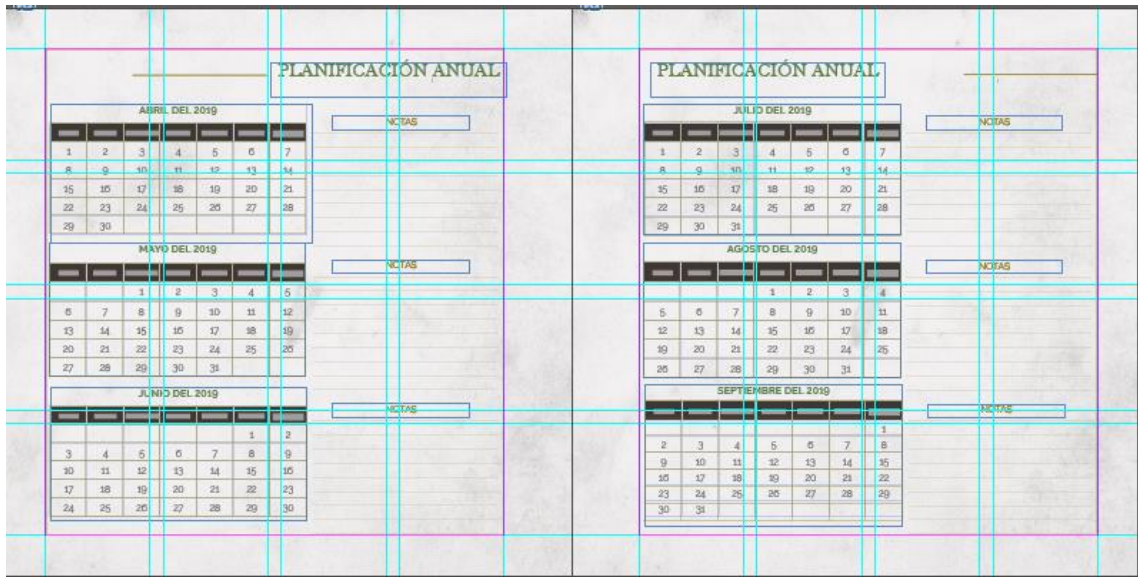 PLANIFICACIÓN ANUAL
ABRIL DEL 2019
NOTAS
1 2 3 4 5 6 7
8 9 10 11 12 13 14
15 16 17 18 19 20 21
22 23 24 25 26 27 28
29 30
MAYO DEL 2019
NOTAS
1 2 3 4 5
6 7 8 9 10 11 12
13 14 15 16 17 18 19
20 21 22 23 24 25 26
27 28 29 30 31
JUNIO DEL 2019
NOTAS
1 2
3 4 5 6 7 8 9
10 11 12 13 14 15 16
17 18 19 20 21 22 23
24 25 26 27 28 29 30
PLANIFICACIÓN ANUAL
JULIO DEL 2019
NOTAS
1 2 3 4 5 6 7
8 9 10 11 12 13 14
15 16 17 18 19 20 21
22 23 24 25 26 27 28
29 30 31
AGOSTO DEL 2019
NOTAS
1 2 3 4
5 6 7 8 9 10 11
12 13 14 15 16 17 18
19 20 21 22 23 24 25
26 27 28 29 30 31
SEPTIEMBRE DEL 2019
NOTAS
1
2 3 4 5 6 7 8
9 10 11 12 13 14 15
16 17 18 19 20 21 22
23 24 25 26 27 28 29
30 31